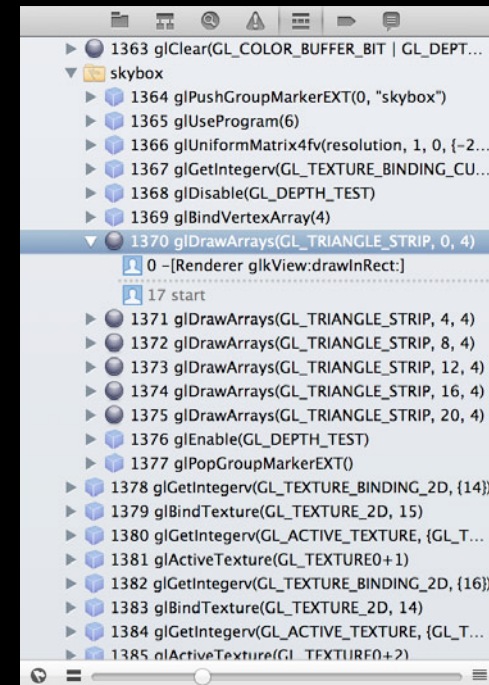 1363 glClear(GL_COLOR_BUFFER_BIT | GL_DEPT...
skybox
1364 glPushGroupMarkerEXT(0, "skybox")
1365 glUseProgram(6)
1366 glUniformMatrix4fv(resolution, 1, 0, {-2...
1367 glGetIntegerv(GL_TEXTURE_BINDING_CU...
1368 glDisable(GL_DEPTH_TEST)
1369 glBindVertexArray(4)
1370 glDrawArrays(GL_TRIANGLE_STRIP, 0, 4)
0 -[Renderer glkView:drawInRect:]
17 start
1371 glDrawArrays(GL_TRIANGLE_STRIP, 4, 4)
1372 glDrawArrays(GL_TRIANGLE_STRIP, 8, 4)
1373 glDrawArrays(GL_TRIANGLE_STRIP, 12, 4)
1374 glDrawArrays(GL_TRIANGLE_STRIP, 16, 4)
1375 glDrawArrays(GL_TRIANGLE_STRIP, 20, 4)
1376 glEnable(GL_DEPTH_TEST)
1377 glPopGroupMarkerEXT()
1378 glGetIntegerv(GL_TEXTURE_BINDING_2D, {14})
1379 glBindTexture(GL_TEXTURE_2D, 15)
1380 glGetIntegerv(GL_ACTIVE_TEXTURE, {GL_T...
1381 glActiveTexture(GL_TEXTURE0+1)
1382 glGetIntegerv(GL_TEXTURE_BINDING_2D, {16})
1383 glBindTexture(GL_TEXTURE_2D, 14)
1384 glGetIntegerv(GL_ACTIVE_TEXTURE, {GL_T...
1385 glActiveTexture(GL_TEXTURE0+2)